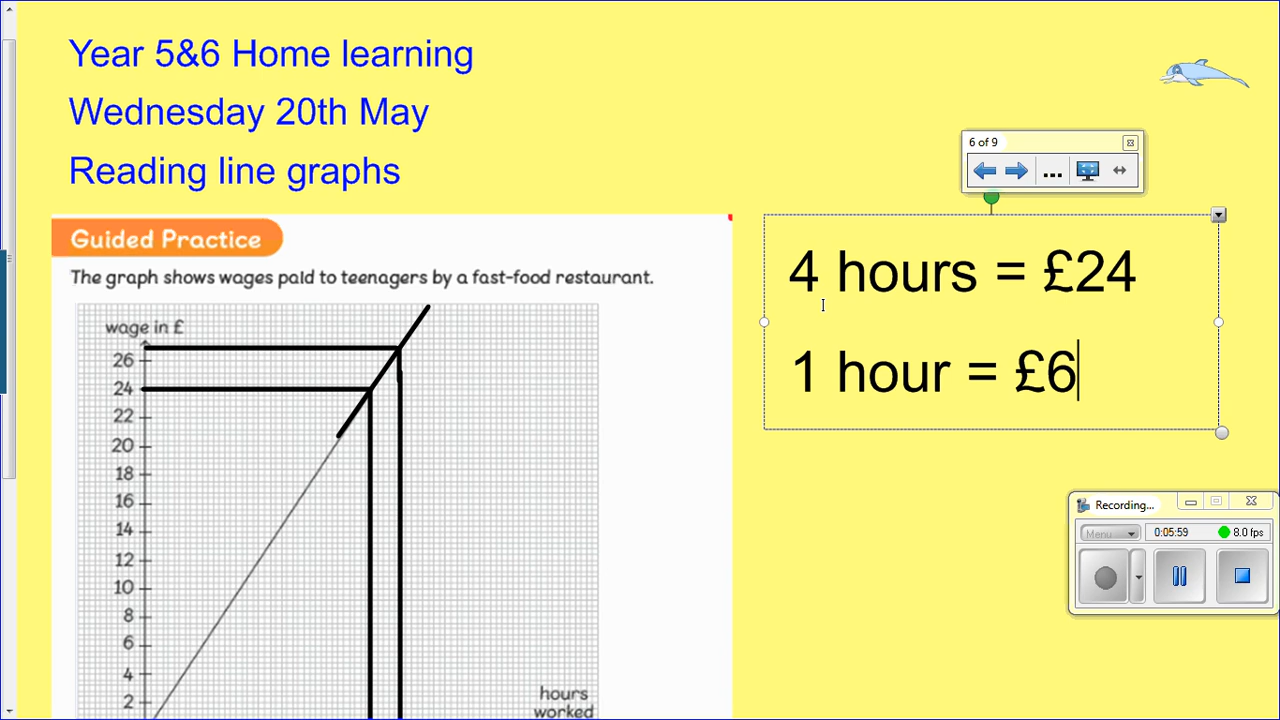 Year 5&6 Home learning
Wednesday 20th May
Reading line graphs
6 of 9
...
Guided Practice
The graph shows wages paid to teenagers by a fast-food restaurant.
4 hours = £24
1 hour = £6
wage in £
26
24
22
20
18
16
14
12
10
8
6
4
2
hours
worked
Recording...
Menu
0:05:59
8.0 fps